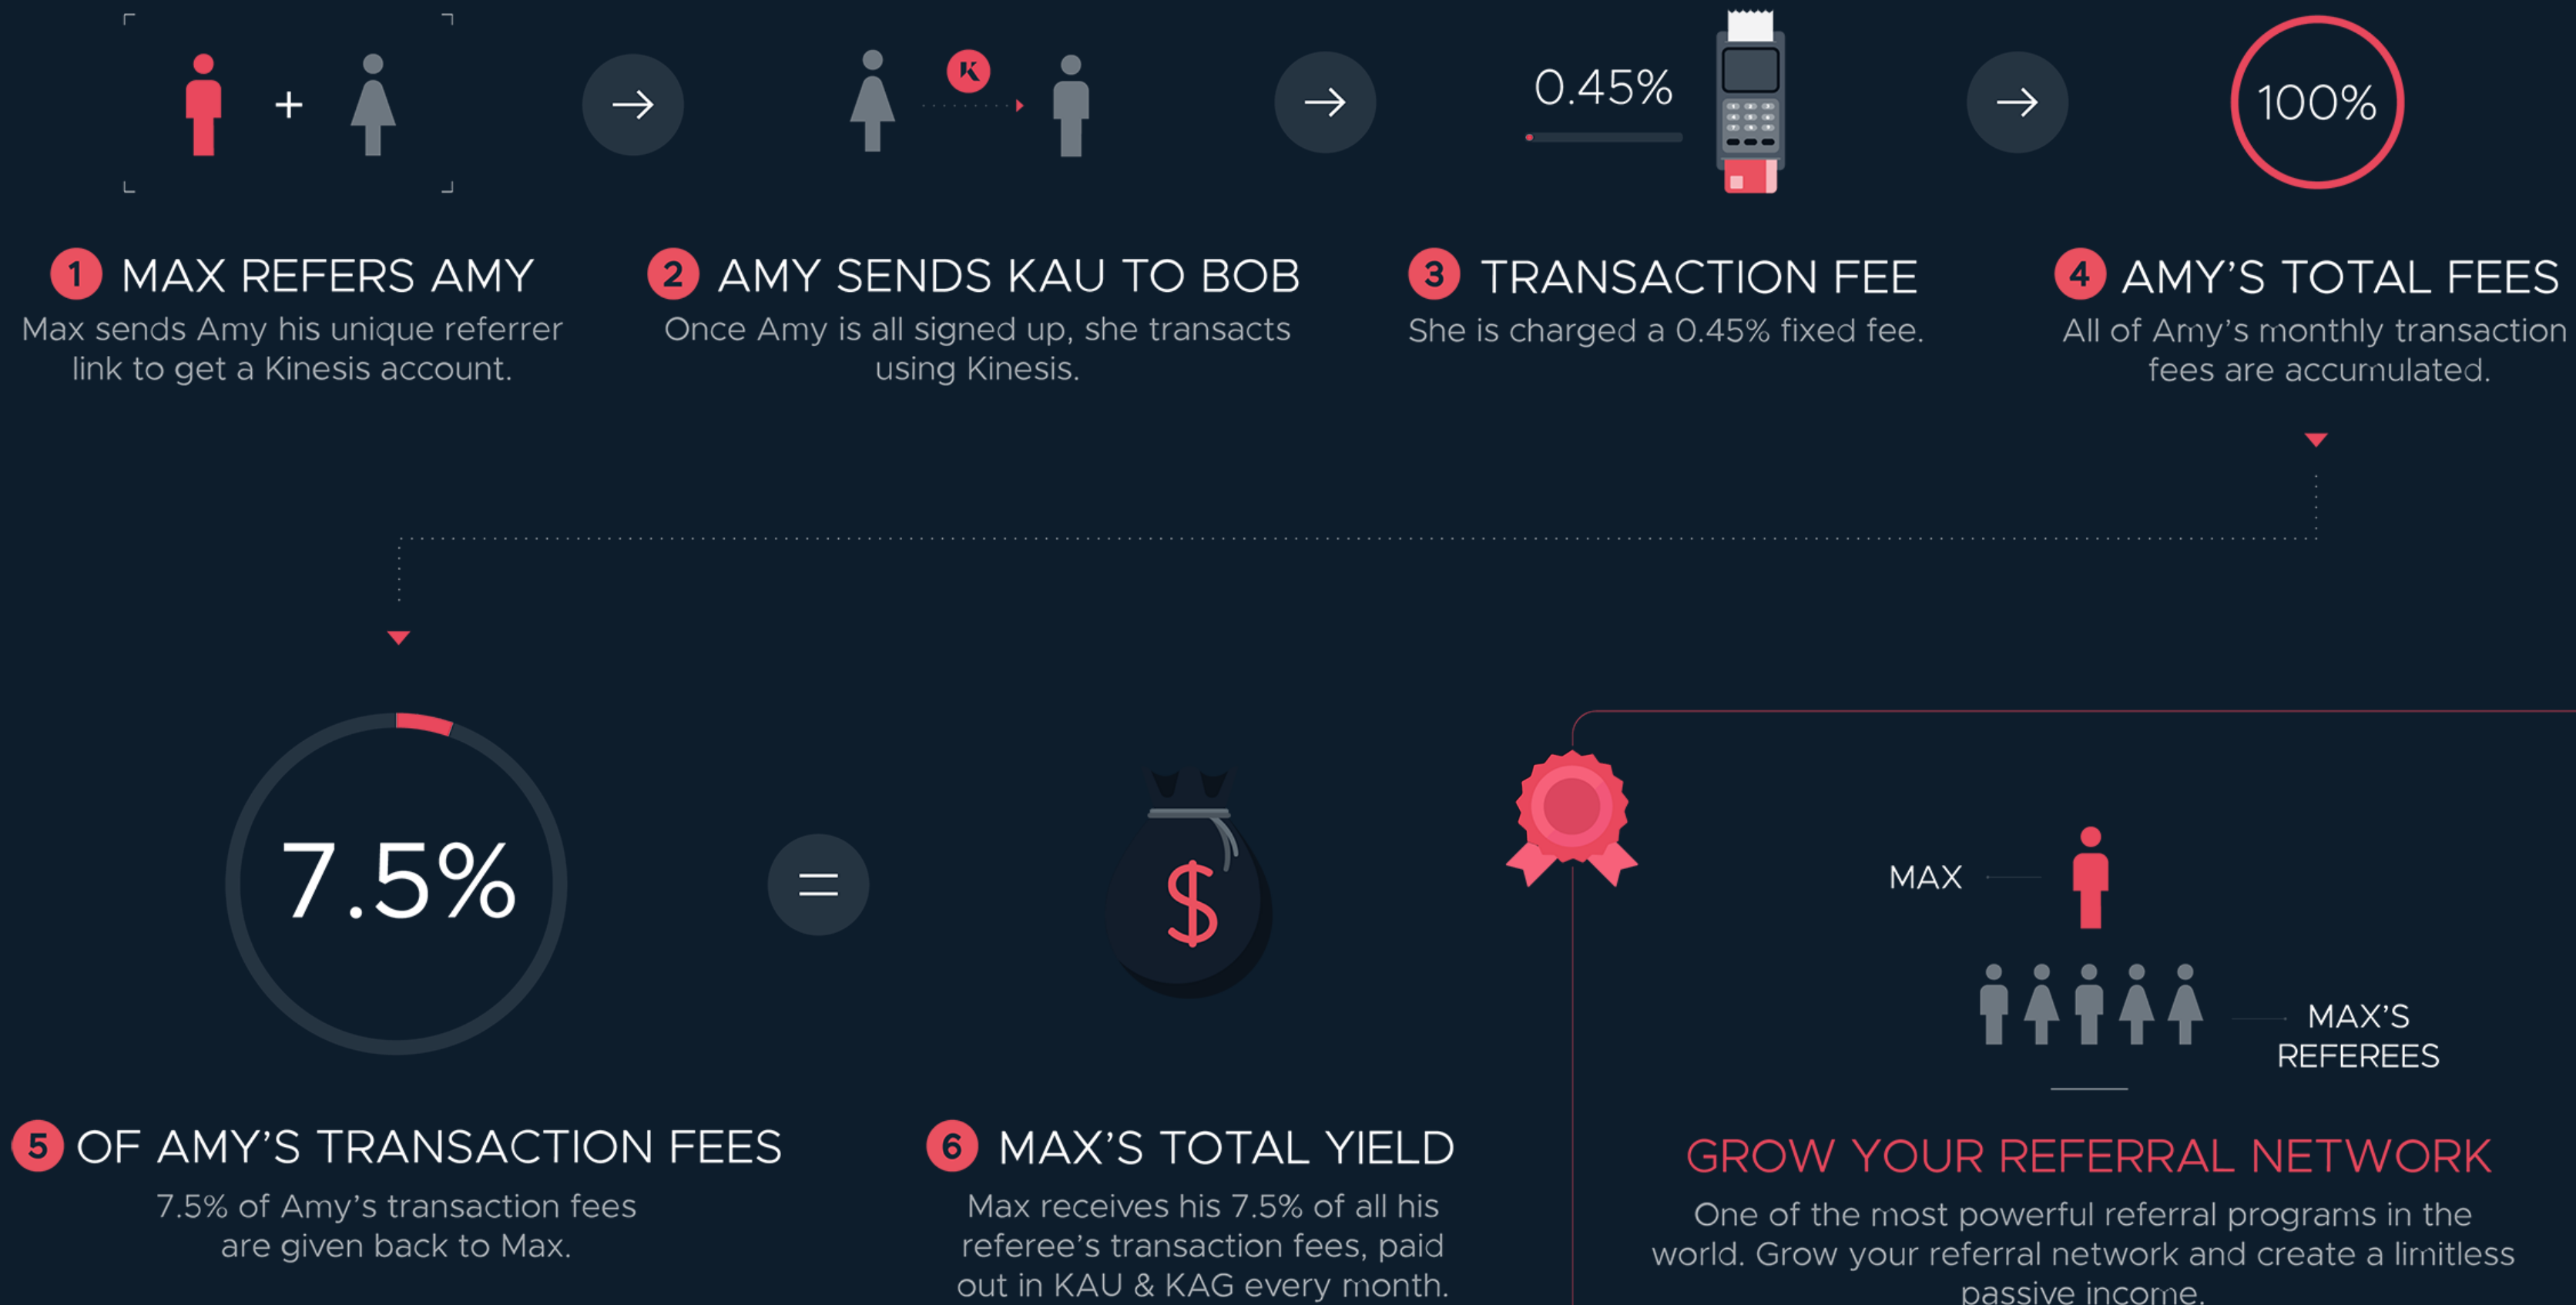 0.45%
100%
1 MAX REFERS AMY
Max sends Amy his unique referrer
link to get a Kinesis account.
2 AMY SENDS KAU TO BOB
Once Amy is all signed up, she transacts
using Kinesis.
3 TRANSACTION FEE
She is charged a 0.45% fixed fee.
4 AMY'S TOTAL FEES
All of Amy's monthly transaction
fees are accumulated.
7.5%
=
$
5 OF AMY'S TRANSACTION FEES
7.5% of Amy's transaction fees
are given back to Max.
6 MAX'S TOTAL YIELD
Max receives his 7.5% of all his
referee's transaction fees, paid
out in KAU & KAG every month.
MAX
MAX'S
REFEREES
GROW YOUR REFERRAL NETWORK
One of the most powerful referral programs in the
world. Grow your referral network and create a limitless
passive income.